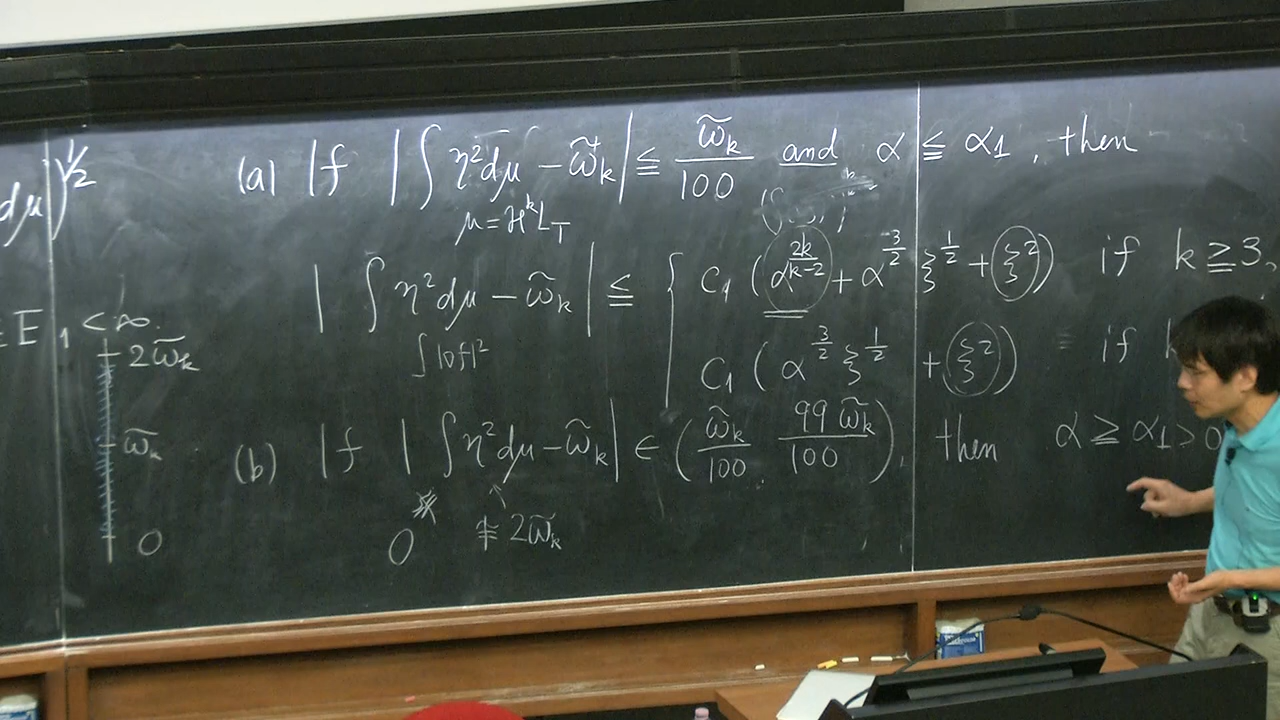 dμ)^{1/2}
(a) If | ∫ η² dμ − ω̃_k | ≦ ω̃_k/100 and α ≦ α₁, then
μ = ℋ^k L_T
| ∫ η² dμ − ω̃_k | ≦ { C₁ ( α^{2k/(k-2)} + α^{3/2} ξ^{1/2} + ξ² ) if k ≥ 3,
∫ |∇f|²
C₁ ( α^{3/2} ξ^{1/2} + ξ² ) if k
E₁ < ∞.
2ω̃_k
ω̃_k
0
(b) If | ∫ η² dμ − ω̃_k | ∈ ( ω̃_k/100 99 ω̃_k/100 ), then α ≥ α₁ > 0
0
2ω̃_k